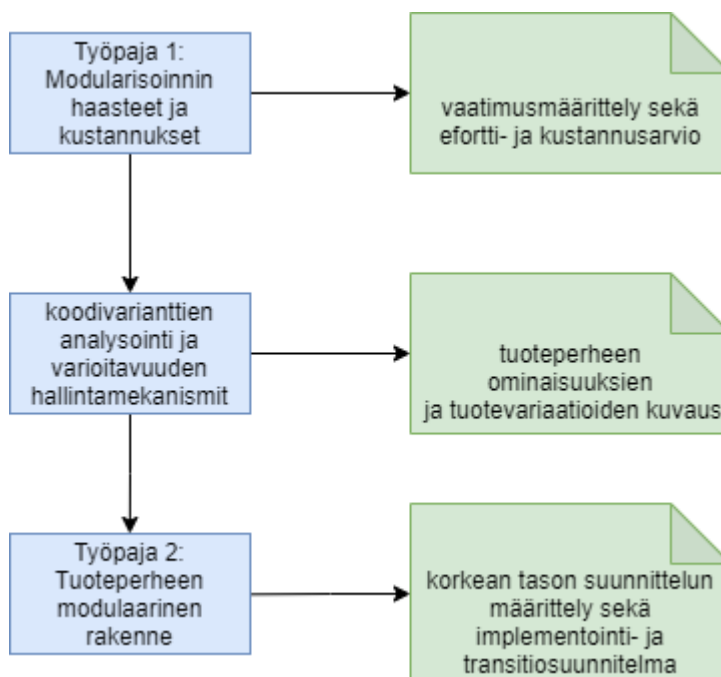 Työpaja 1:
Modularisoinnin
haasteet ja
kustannukset
vaatimusmäärittely sekä
efortti- ja kustannusarvio
koodivarianttien
analysointi ja
varioitavuuden
hallintamekanismit
tuoteperheen
ominaisuuksien
ja tuotevariaatioiden kuvaus
Työpaja 2:
Tuoteperheen
modulaarinen
rakenne
korkean tason suunnittelun
määrittely sekä
implementointi- ja
transitiosuunnitelma